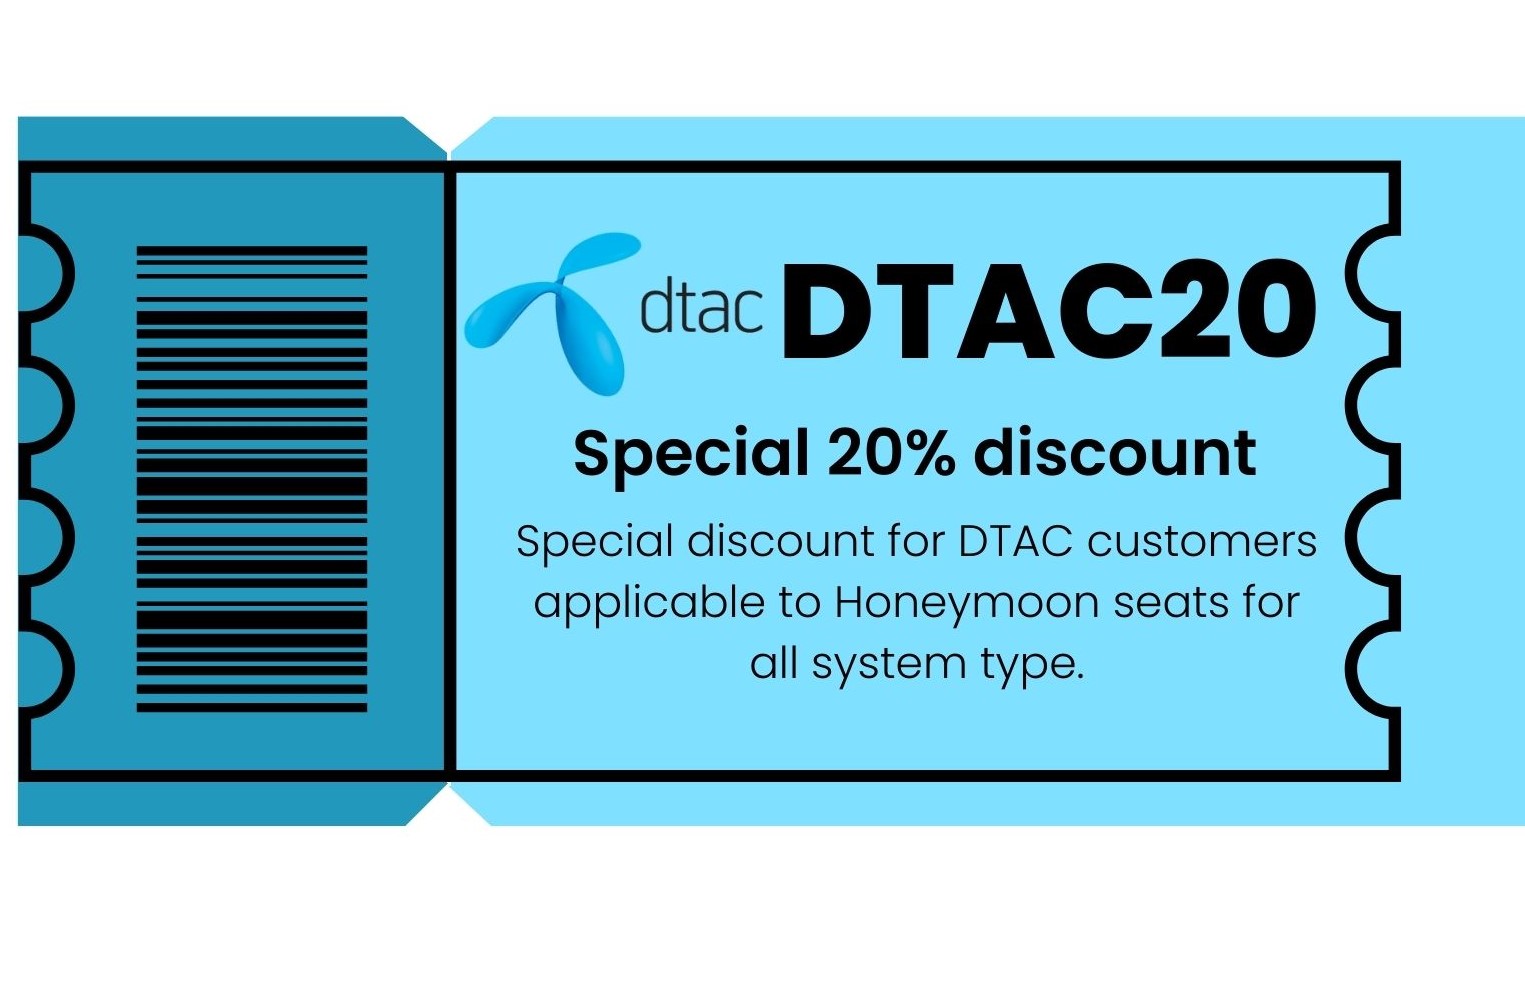 dtac DTAC20
Special 20% discount
Special discount for DTAC customers
applicable to Honeymoon seats for
all system type.